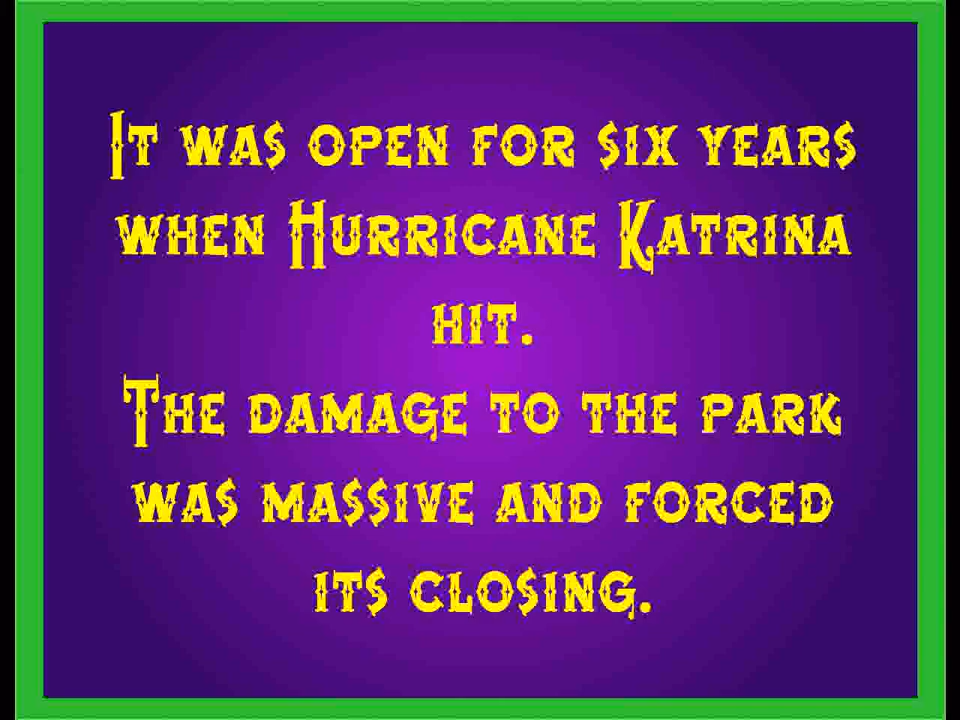 It was open for six years
when Hurricane Katrina
hit.
The damage to the park
was massive and forced
its closing.